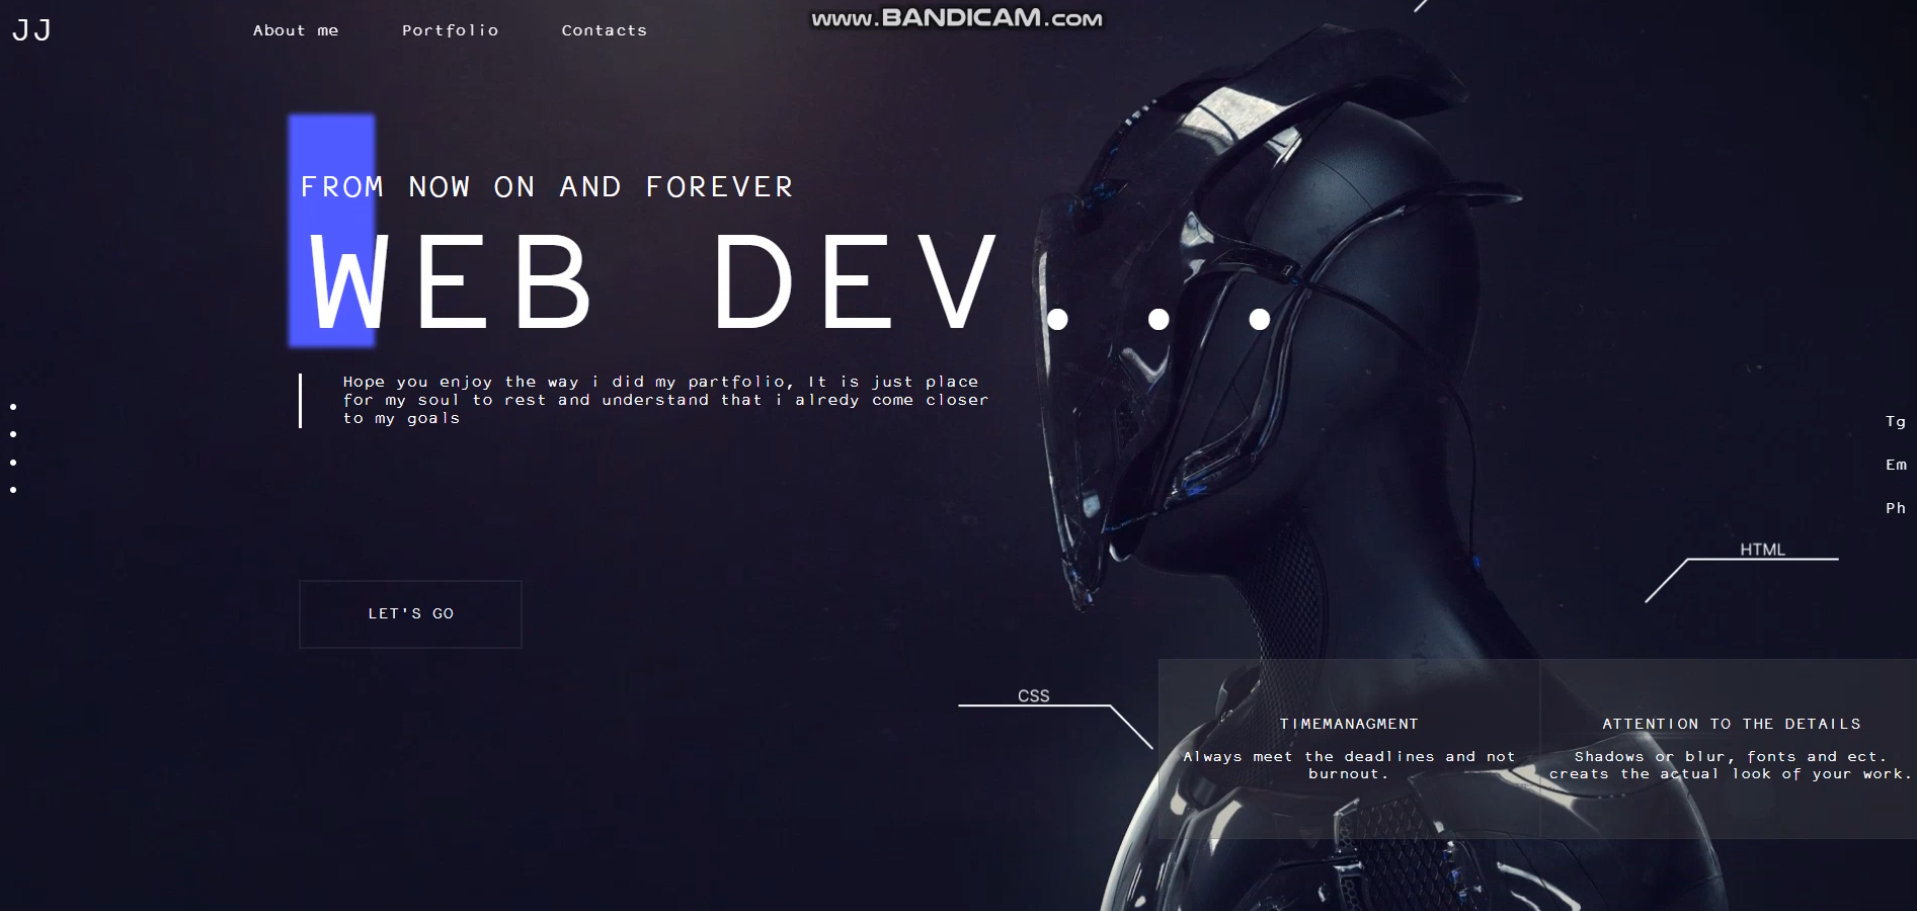 JJ
About me
Portfolio
Contacts
www.BANDICAM.com
FROM NOW ON AND FOREVER
WEB DEV...
Hope you enjoy the way i did my partfolio, It is just place
for my soul to rest and understand that i alredy come closer
to my goals
Tg
Em
Ph
HTML
LET'S GO
CSS
TIMEMANAGMENT
Always meet the deadlines and not
burnout.
ATTENTION TO THE DETAILS
Shadows or blur, fonts and ect.
creats the actual look of your work.